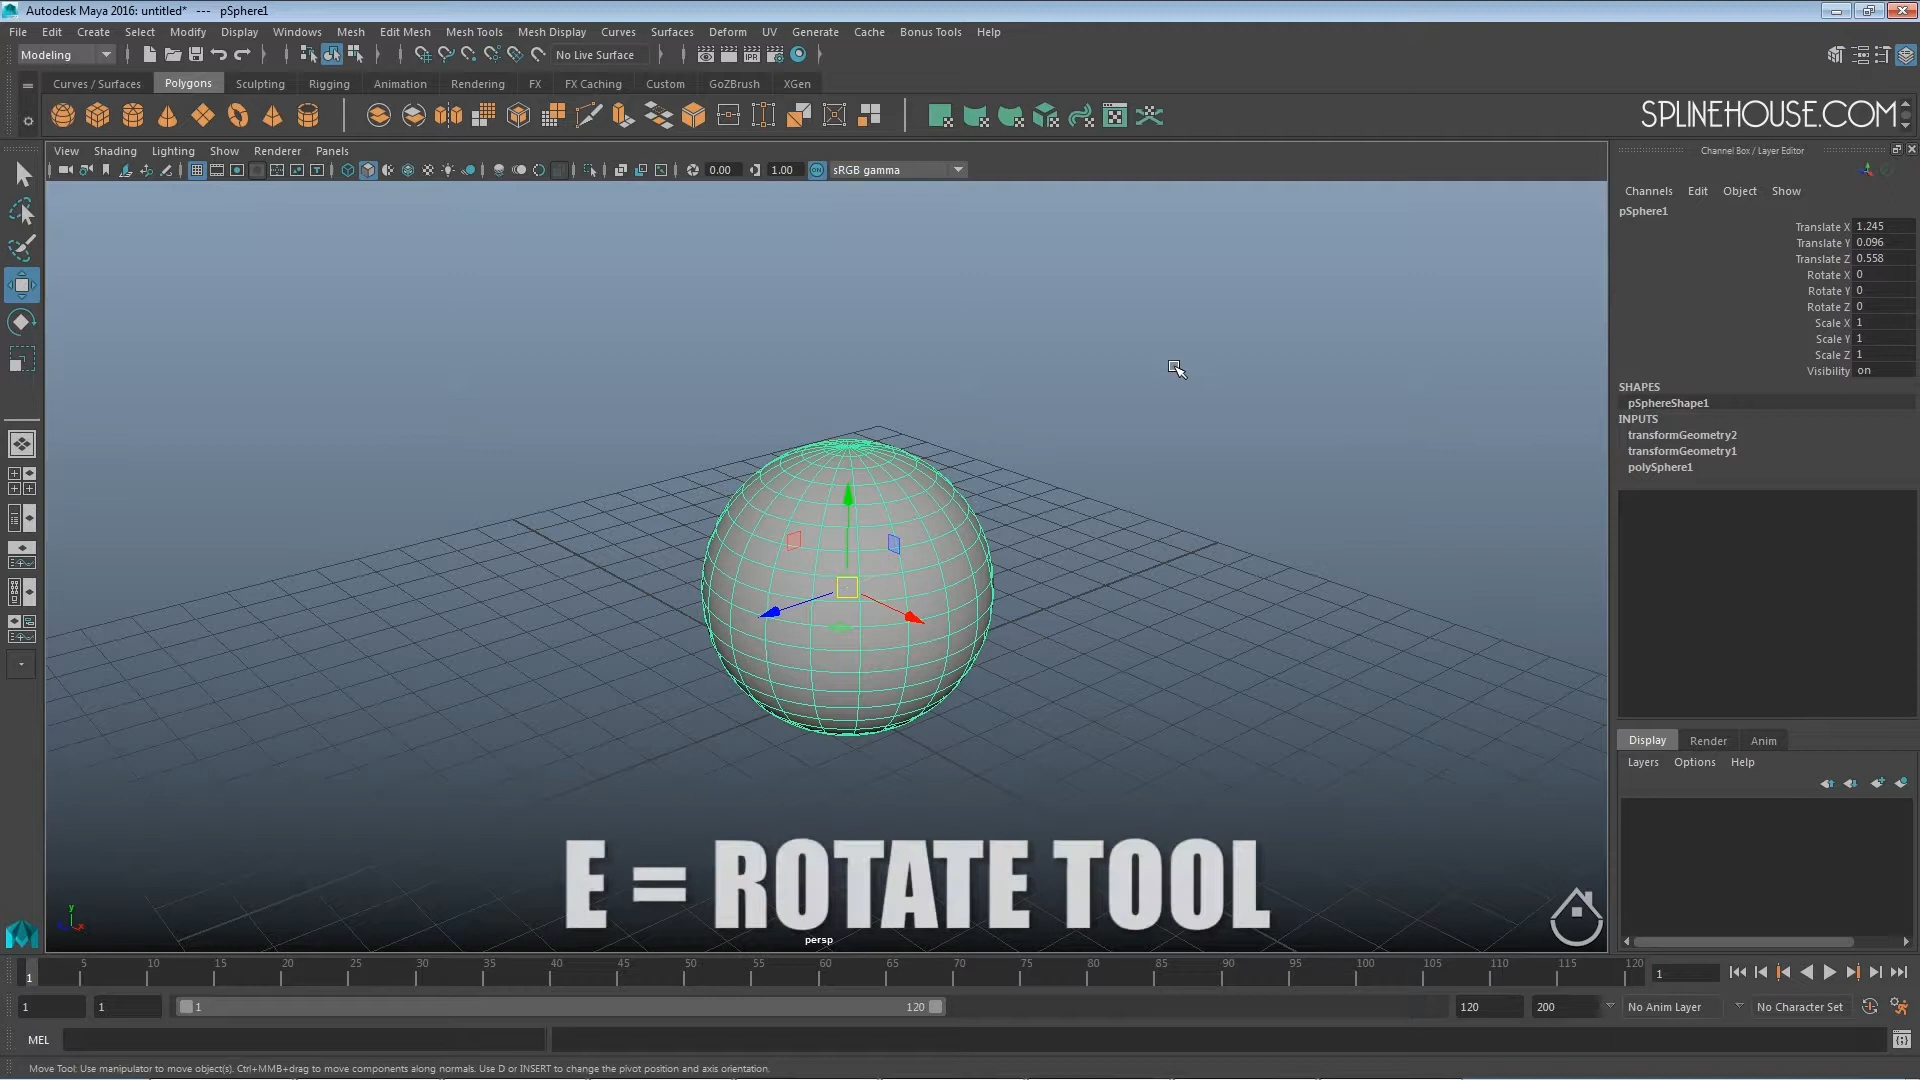 Autodesk Maya 2016: untitled* --- pSphere1
File Edit Create Select Modify Display Windows Mesh Edit Mesh Mesh Tools Mesh Display Curves Surfaces Deform UV Generate Cache Bonus Tools Help
Modeling No Live Surface
Curves / Surfaces Polygons Sculpting Rigging Animation Rendering FX FX Caching Custom GoZBrush XGen
SPLINEHOUSE.COM
View Shading Lighting Show Renderer Panels
0.00 1.00 sRGB gamma
Channel Box / Layer Editor
Channels Edit Object Show
pSphere1
Translate X 1.245
Translate Y 0.096
Translate Z 0.558
Rotate X 0
Rotate Y 0
Rotate Z 0
Scale X 1
Scale Y 1
Scale Z 1
Visibility on
SHAPES
pSphereShape1
INPUTS
transformGeometry2
transformGeometry1
polySphere1
Display Render Anim
Layers Options Help
E = ROTATE TOOL
persp
y
x
1 5 10 15 20 25 30 35 40 45 50 55 60 65 70 75 80 85 90 95 100 105 110 115 120 1
1 1 1 120 120 200 No Anim Layer No Character Set
MEL
Move Tool: Use manipulator to move object(s). Ctrl+MMB+drag to move components along normals. Use D or INSERT to change the pivot position and axis orientation.